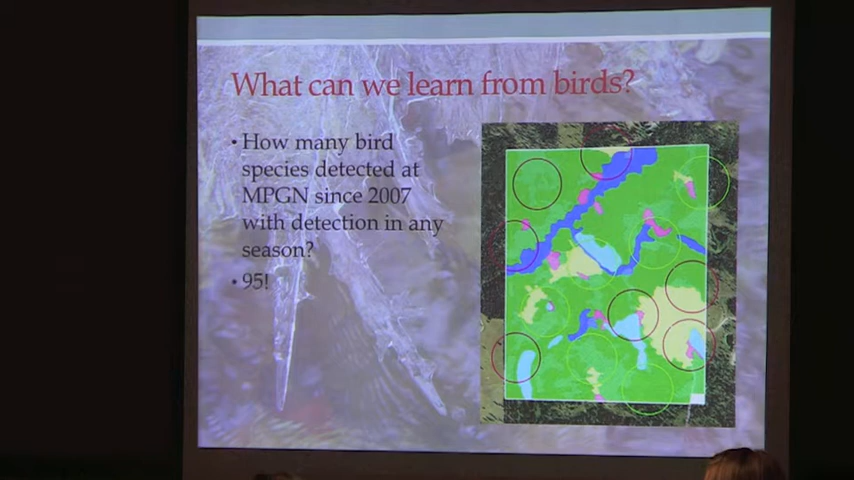 What can we learn from birds?
• How many bird
species detected at
MPGN since 2007
with detection in any
season?
• 95!